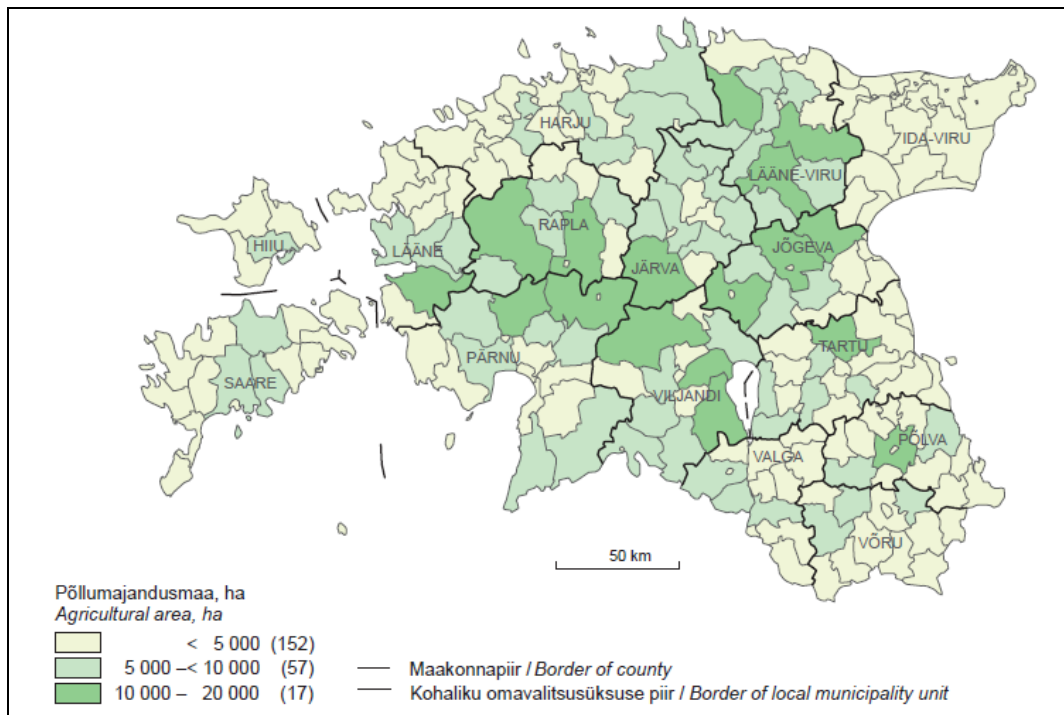 HARJU
IDA-VIRU
LÄÄNE-VIRU
RAPLA
HIIU
LÄÄNE
JÕGEVA
JÄRVA
TARTU
PÄRNU
SAARE
VILJANDI
PÕLVA
VALGA
VÕRU
50 km
Põllumajandusmaa, ha
Agricultural area, ha
< 5 000 (152)
5 000 –< 10 000 (57)
10 000 – 20 000 (17)
Maakonnapiir / Border of county
Kohaliku omavalitsusüksuse piir / Border of local municipality unit